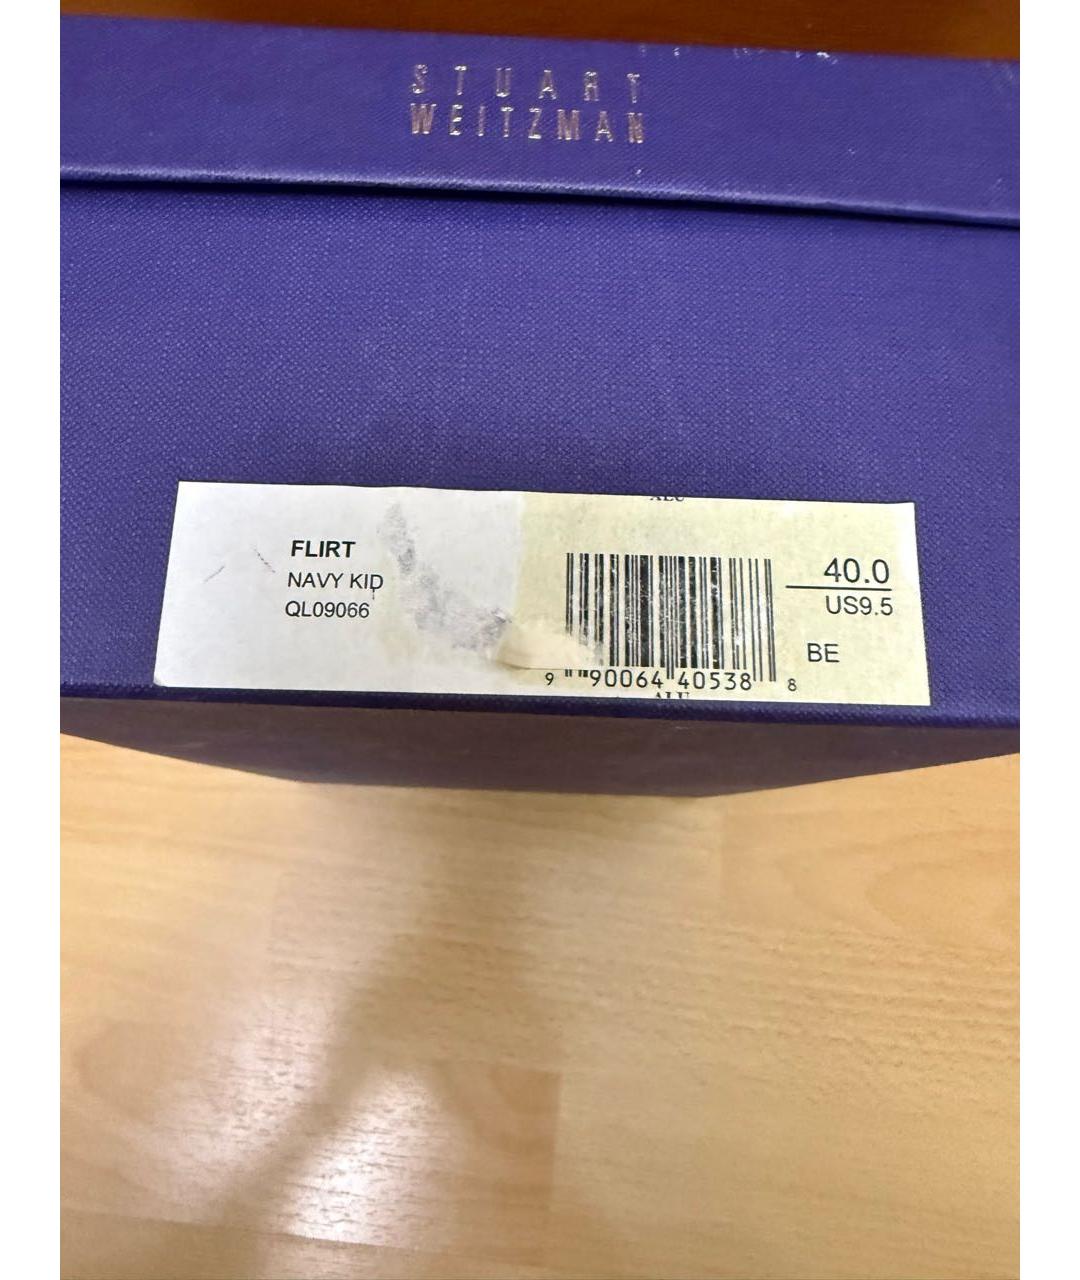 STUART
WEITZMAN
FLIRT
NAVY KID
QL09066
40.0
US9.5
BE
9 90064 40538 8